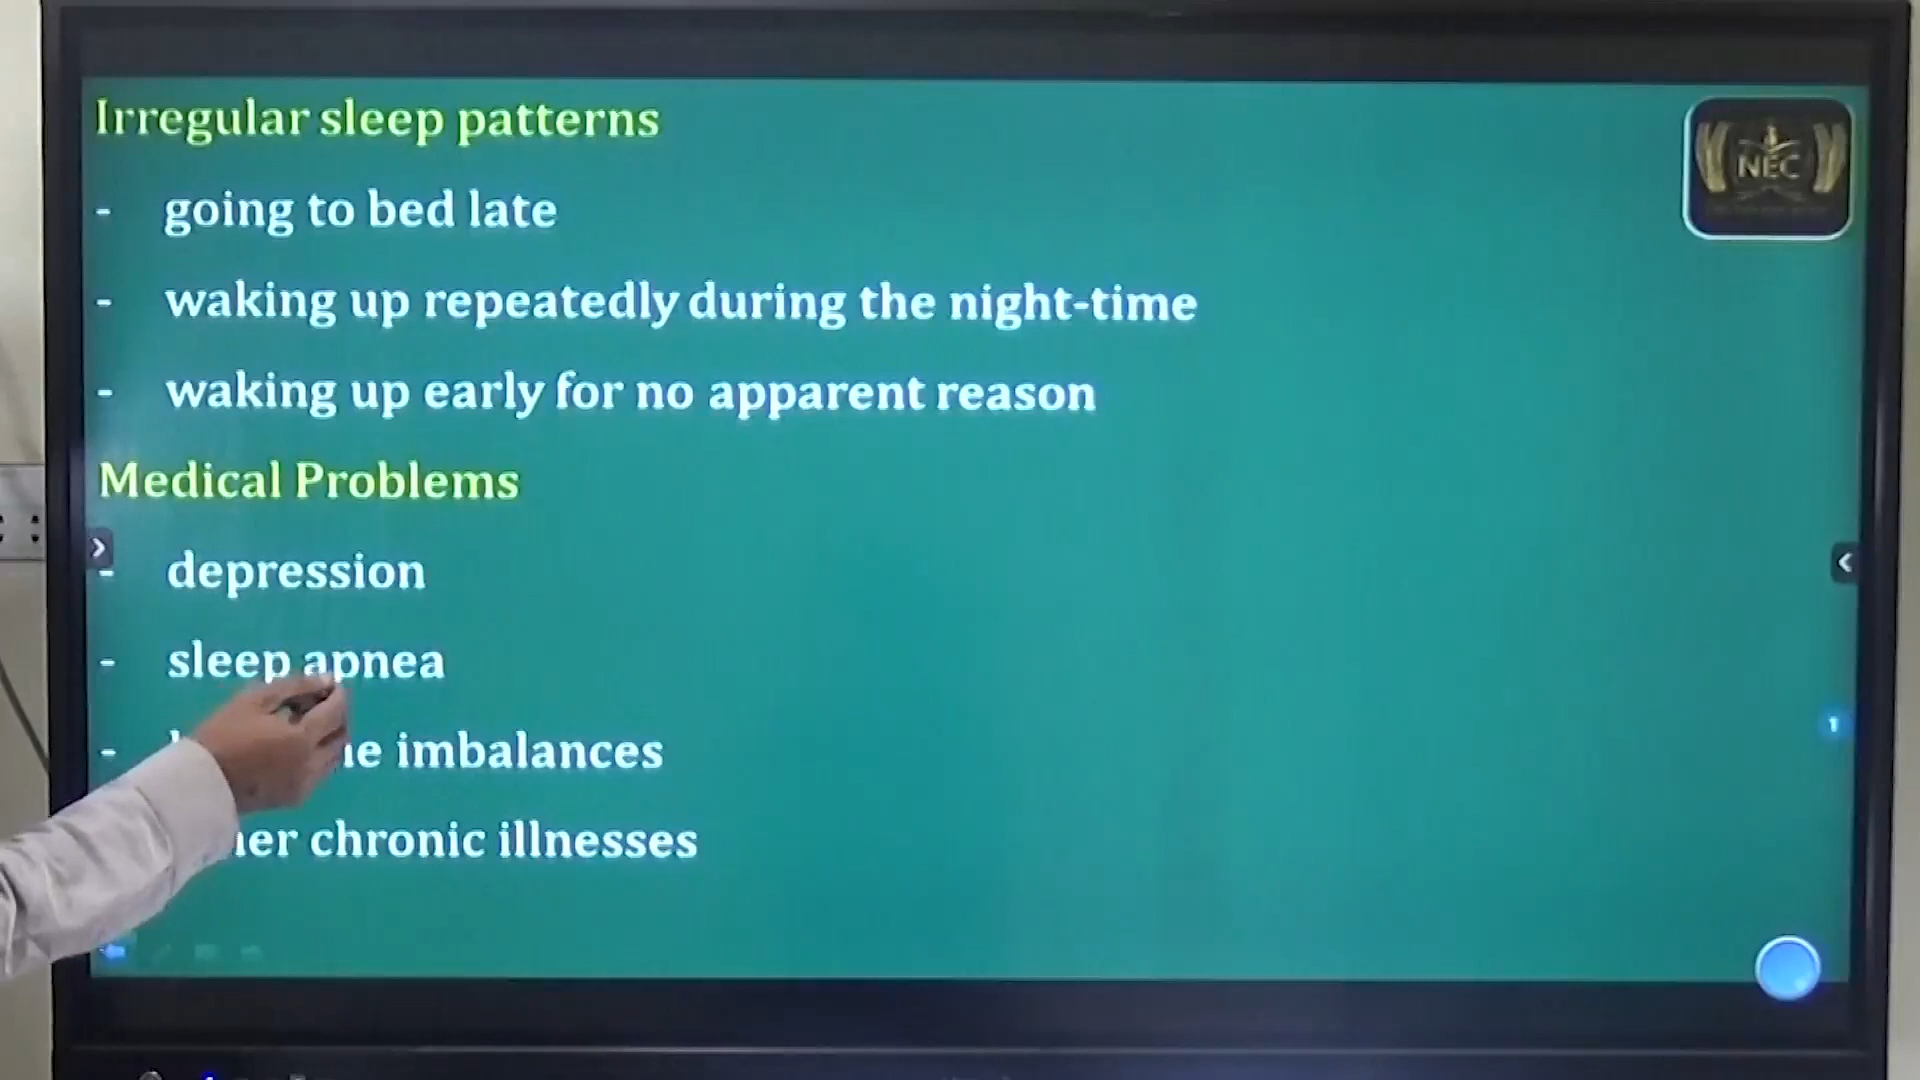 Irregular sleep patterns
- going to bed late
- waking up repeatedly during the night-time
- waking up early for no apparent reason
Medical Problems
- depression
- sleep apnea
- imbalances
chronic illnesses
NEC
1